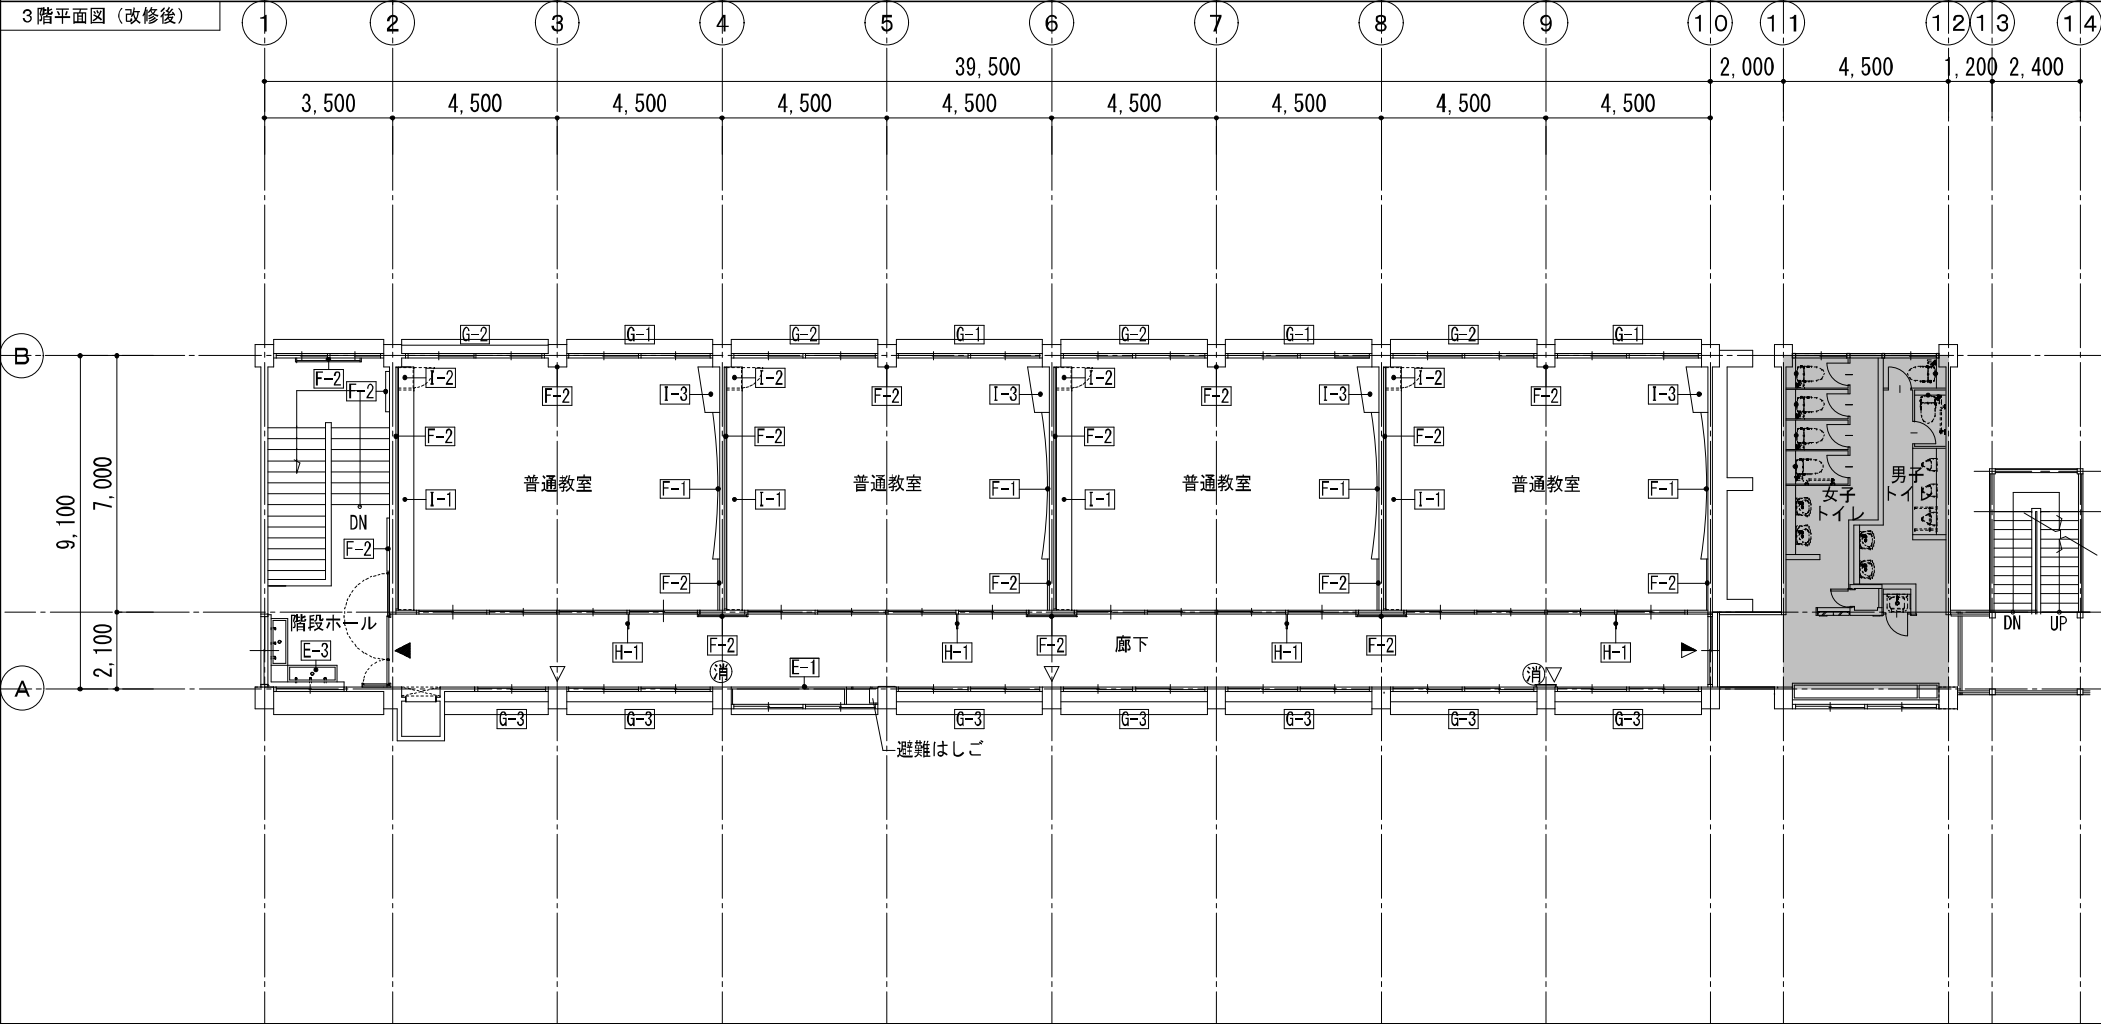 3階平面図（改修後）
1 2 3 4 5 6 7 8 9 10 11 12 13 14
39,500 2,000 4,500 1,200 2,400
3,500 4,500 4,500 4,500 4,500 4,500 4,500 4,500 4,500
G-2 G-1 G-2 G-1 G-2 G-1 G-2 G-1
B
F-2 I-2 I-2 I-2 I-2
F-2 F-2 I-3 F-2 I-3 F-2 I-3 F-2 I-3
F-2 F-2 F-2 F-2
9,100 7,000
普通教室 普通教室 普通教室 普通教室
男子
トイレ
女子
トイレ
I-1 F-1 I-1 F-1 I-1 F-1 I-1 F-1
DN
F-2
F-2 F-2 F-2 F-2
階段ホール
DN UP
2,100
E-3 H-1 F-2 H-1 F-2 廊下 H-1 F-2 H-1
消 E-1 消
A
G-3 G-3 G-3 G-3 G-3 G-3 G-3
避難はしご